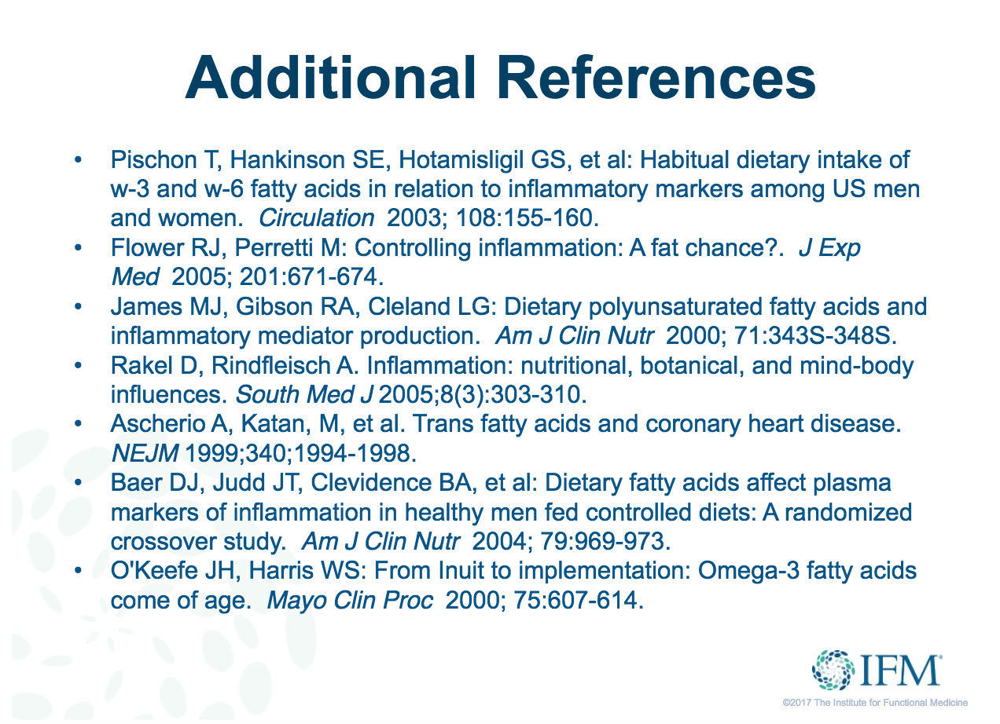 Additional References
• Pischon T, Hankinson SE, Hotamisligil GS, et al: Habitual dietary intake of
w-3 and w-6 fatty acids in relation to inflammatory markers among US men
and women.  Circulation  2003; 108:155-160.
• Flower RJ, Perretti M: Controlling inflammation: A fat chance?.  J Exp
Med  2005; 201:671-674.
• James MJ, Gibson RA, Cleland LG: Dietary polyunsaturated fatty acids and
inflammatory mediator production.  Am J Clin Nutr  2000; 71:343S-348S.
• Rakel D, Rindfleisch A. Inflammation: nutritional, botanical, and mind-body
influences. South Med J 2005;8(3):303-310.
• Ascherio A, Katan, M, et al. Trans fatty acids and coronary heart disease.
NEJM 1999;340;1994-1998.
• Baer DJ, Judd JT, Clevidence BA, et al: Dietary fatty acids affect plasma
markers of inflammation in healthy men fed controlled diets: A randomized
crossover study.  Am J Clin Nutr  2004; 79:969-973.
• O'Keefe JH, Harris WS: From Inuit to implementation: Omega-3 fatty acids
come of age.  Mayo Clin Proc  2000; 75:607-614.
IFM®
©2017 The Institute for Functional Medicine